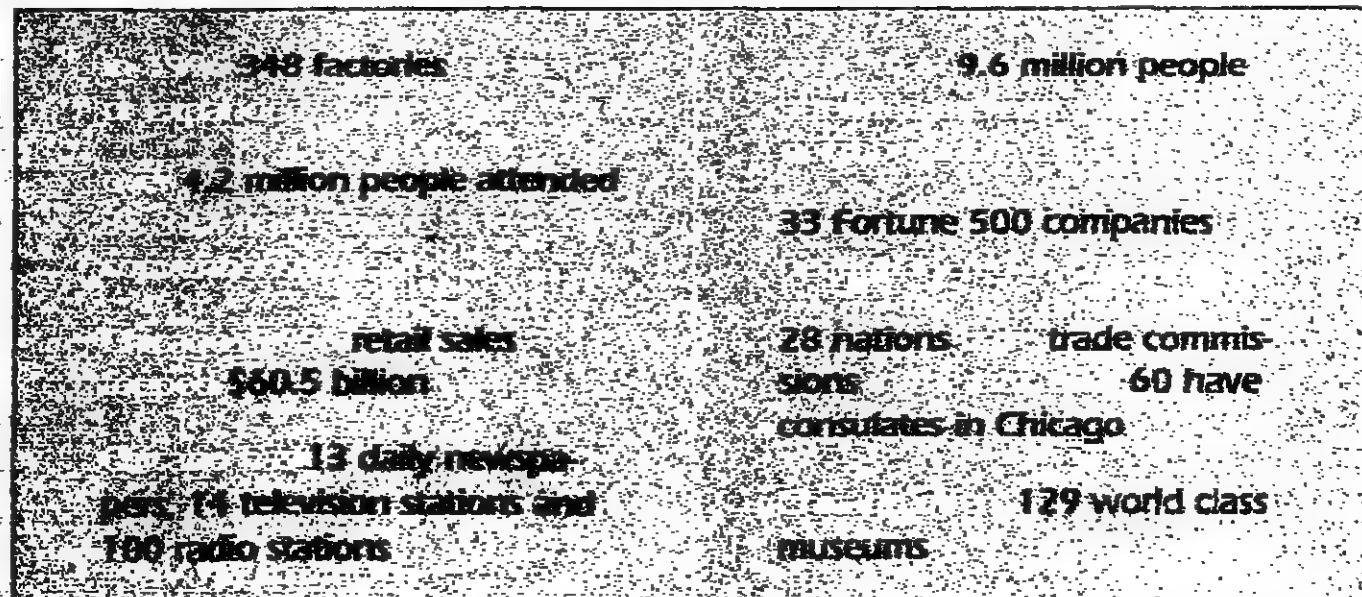 348 factories
4.2 million people attended
retail sales
$60.5 billion
13 daily newspa-
pers, 14 television stations and
100 radio stations
9.6 million people
33 Fortune 500 companies
28 nations trade commis-
sions 60 have
consulates in Chicago
129 world class
museums